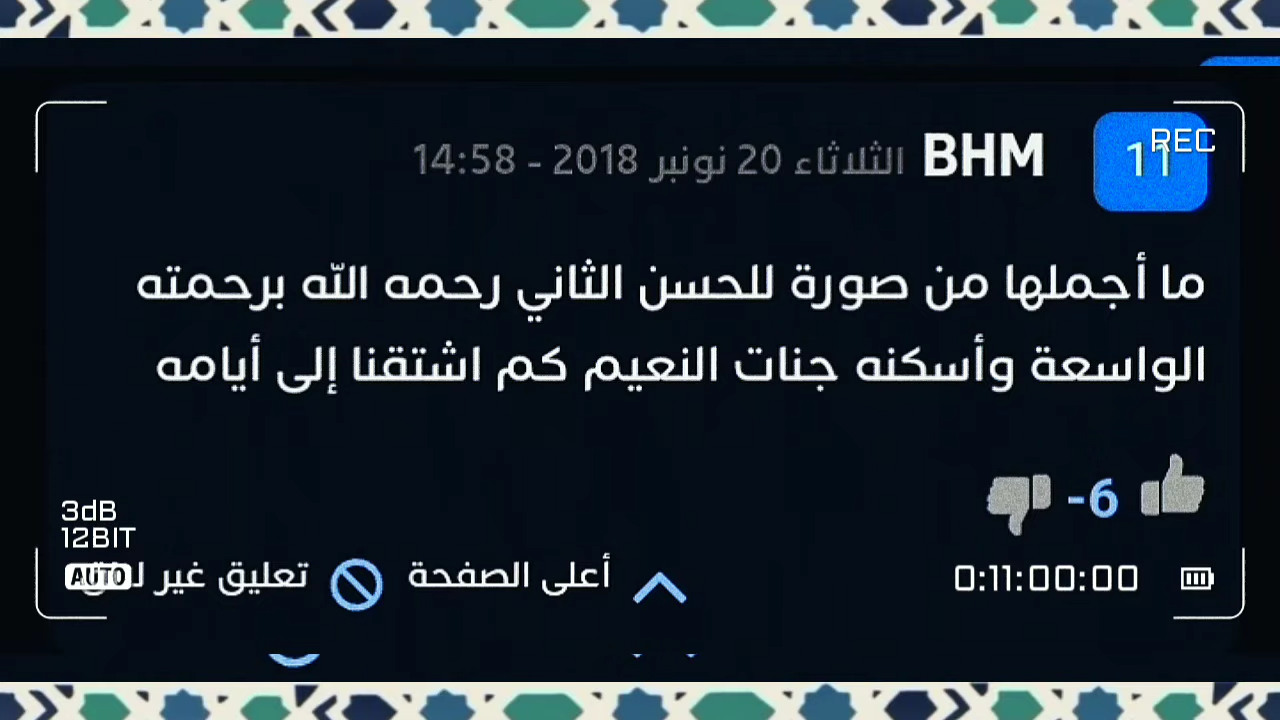 REC
11
BHM الثلاثاء 20 نونبر 2018 - 14:58
ما أجملها من صورة للحسن الثاني رحمه الله برحمته
الواسعة وأسكنه جنات النعيم كم اشتقنا إلى أيامه
-6
3dB
12BIT
AUTO
أعلى الصفحة تعليق غير
0:11:00:00